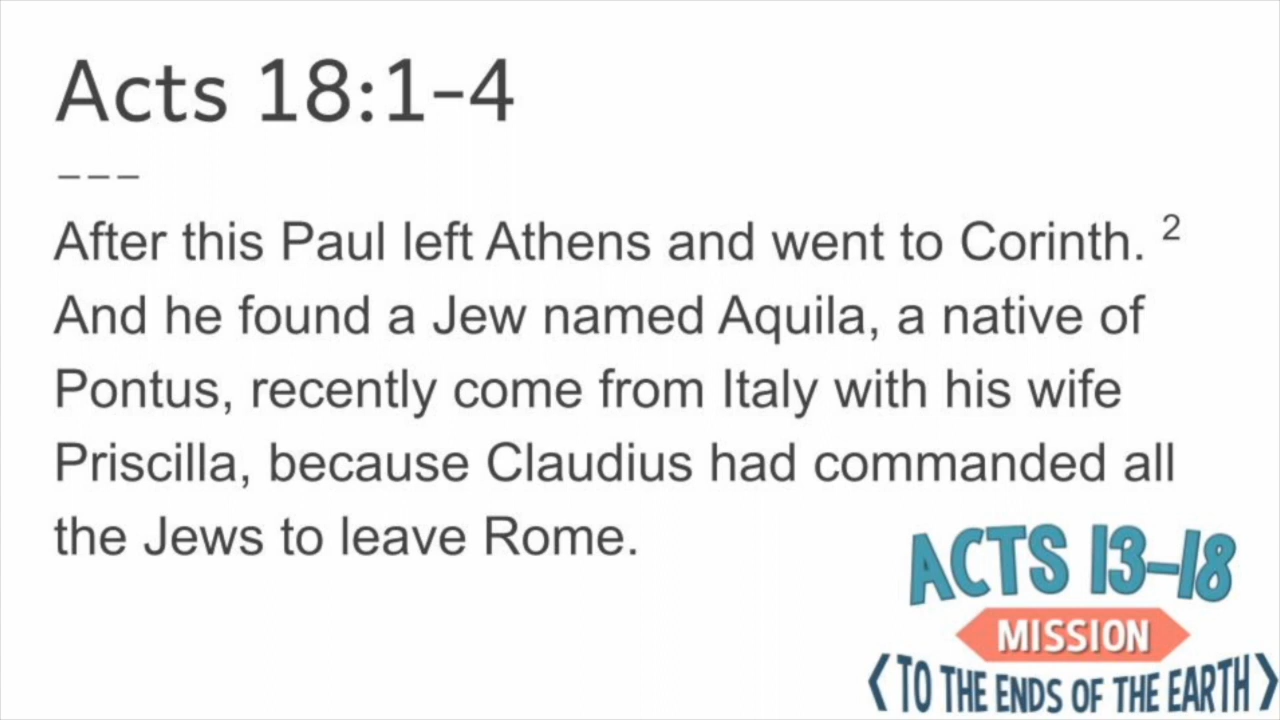 Acts 18:1–4
–––
After this Paul left Athens and went to Corinth. 2
And he found a Jew named Aquila, a native of
Pontus, recently come from Italy with his wife
Priscilla, because Claudius had commanded all
the Jews to leave Rome.
ACTS 13–18
MISSION
TO THE ENDS OF THE EARTH